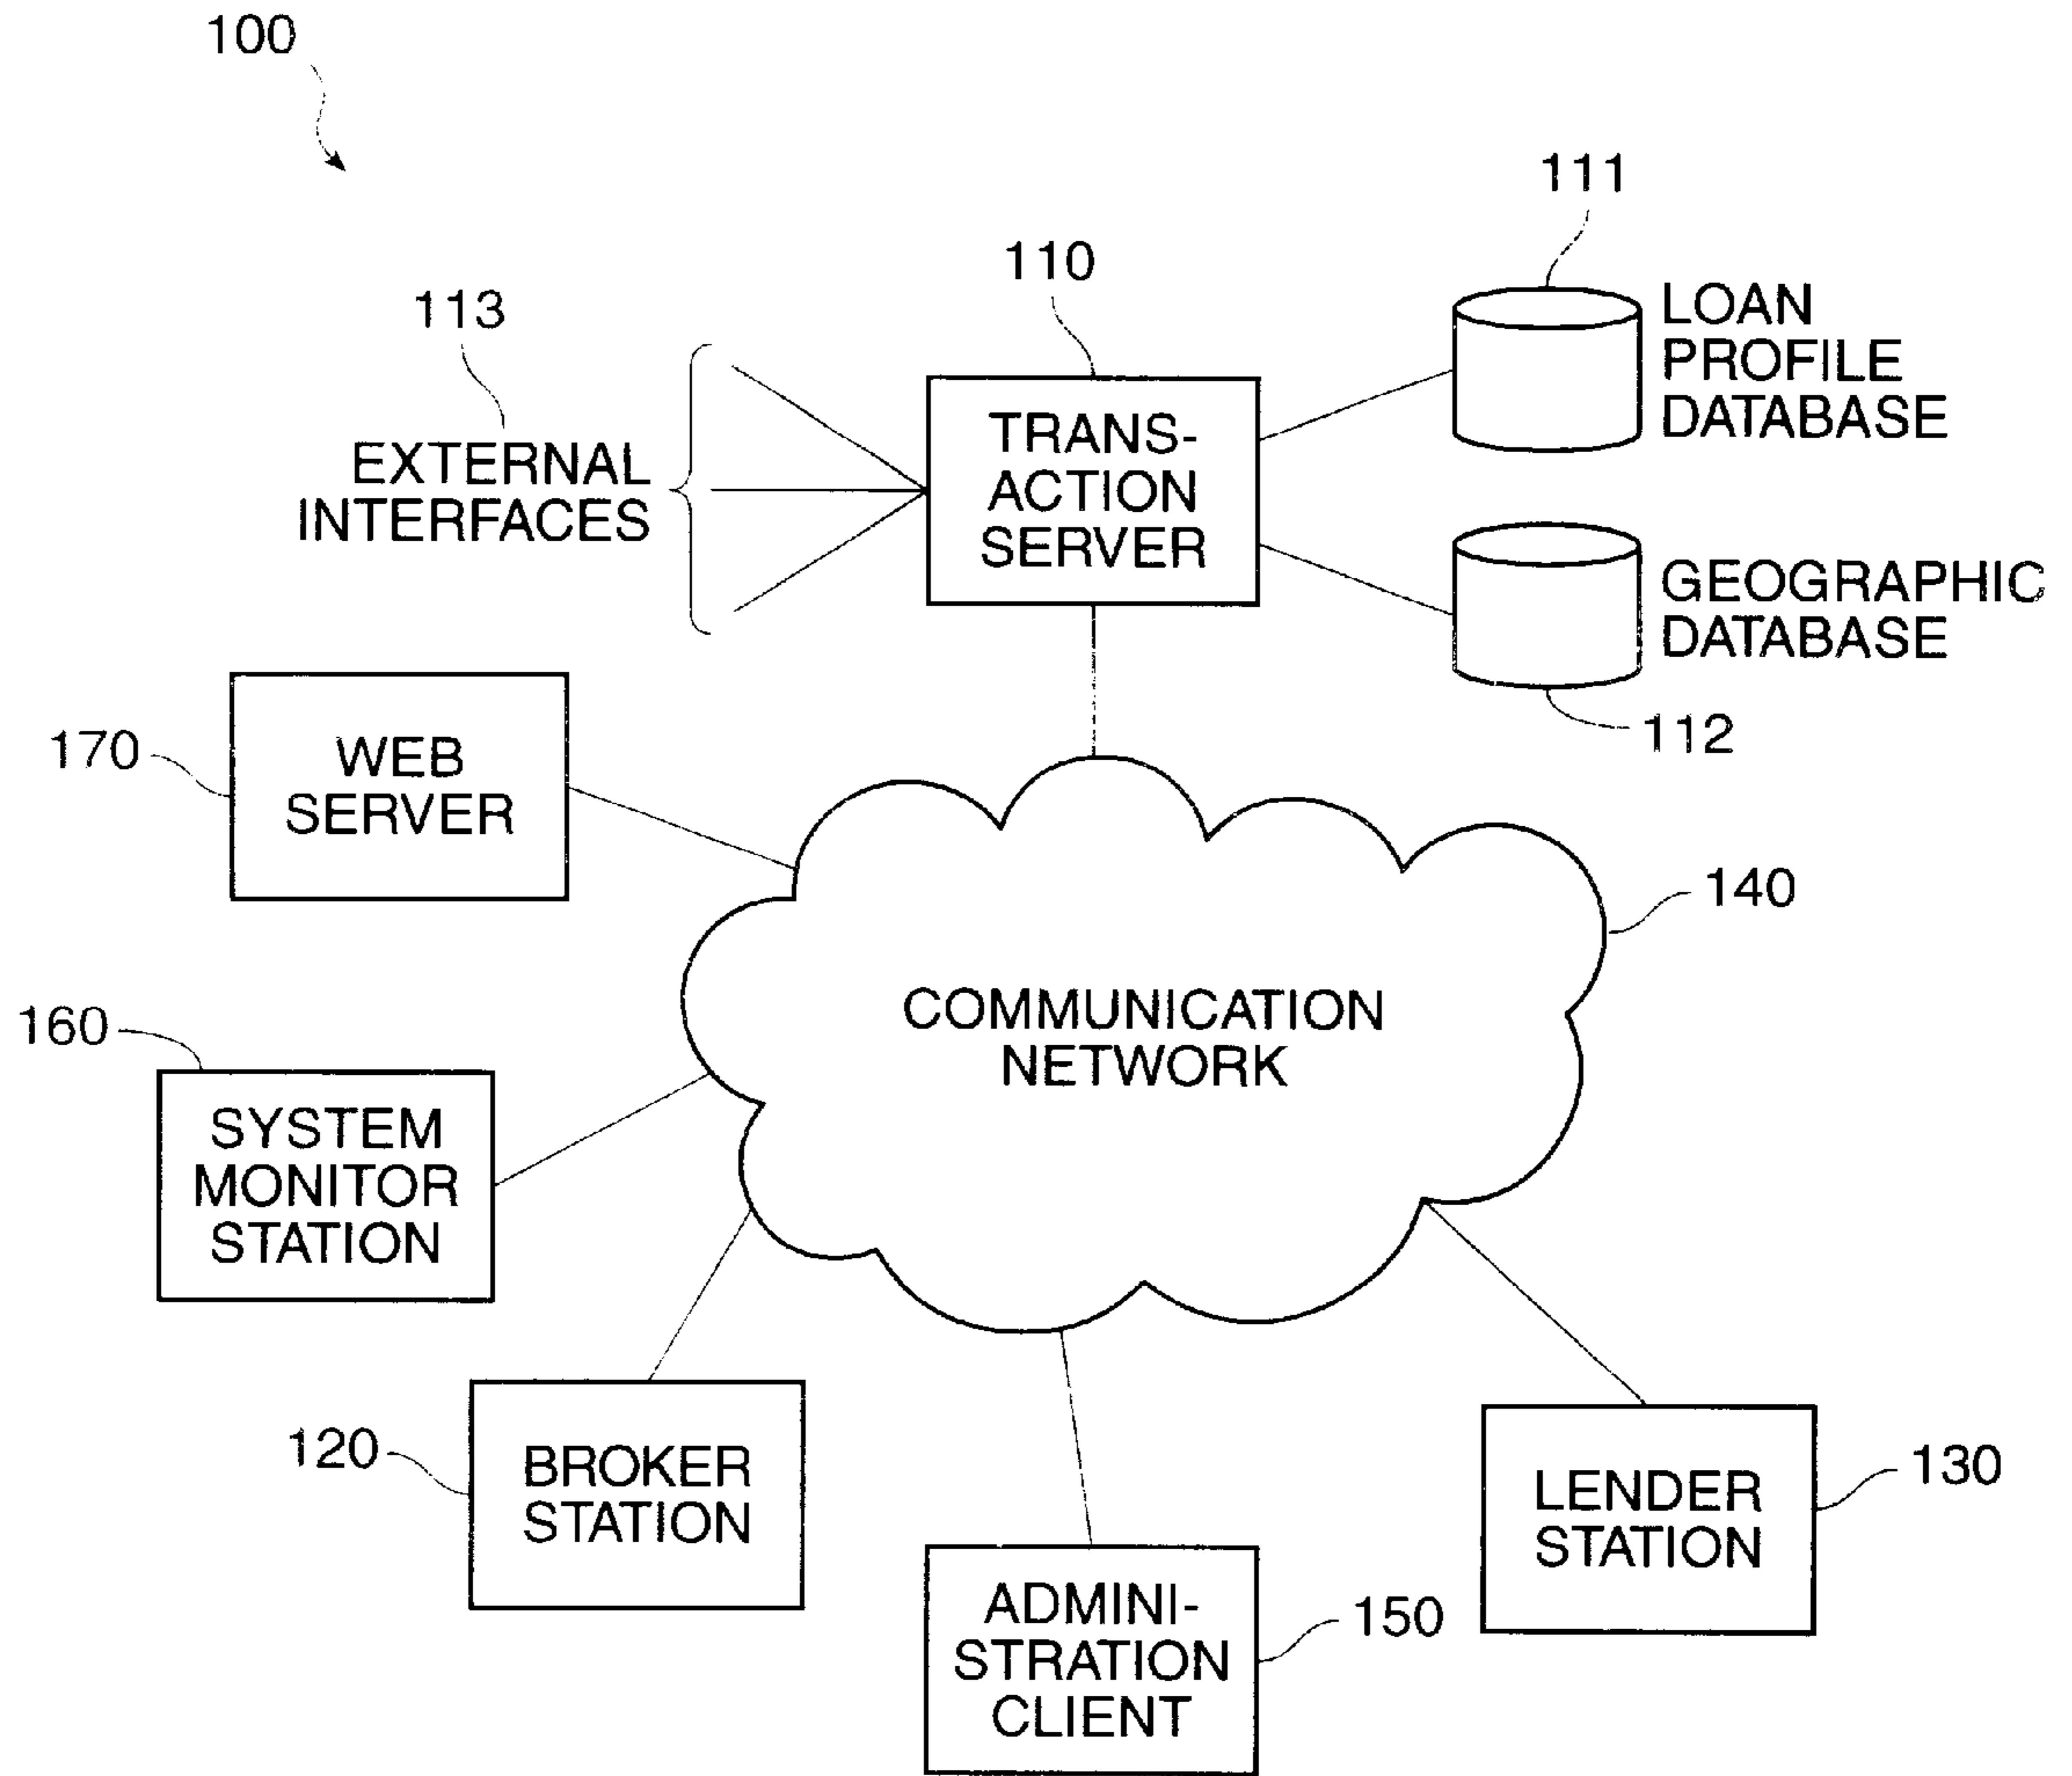 100
111
110
LOAN
PROFILE
DATABASE
113
TRANS-
ACTION
SERVER
EXTERNAL
INTERFACES
GEOGRAPHIC
DATABASE
112
170
WEB
SERVER
140
COMMUNICATION
NETWORK
160
SYSTEM
MONITOR
STATION
120
BROKER
STATION
130
LENDER
STATION
150
ADMINI-
STRATION
CLIENT